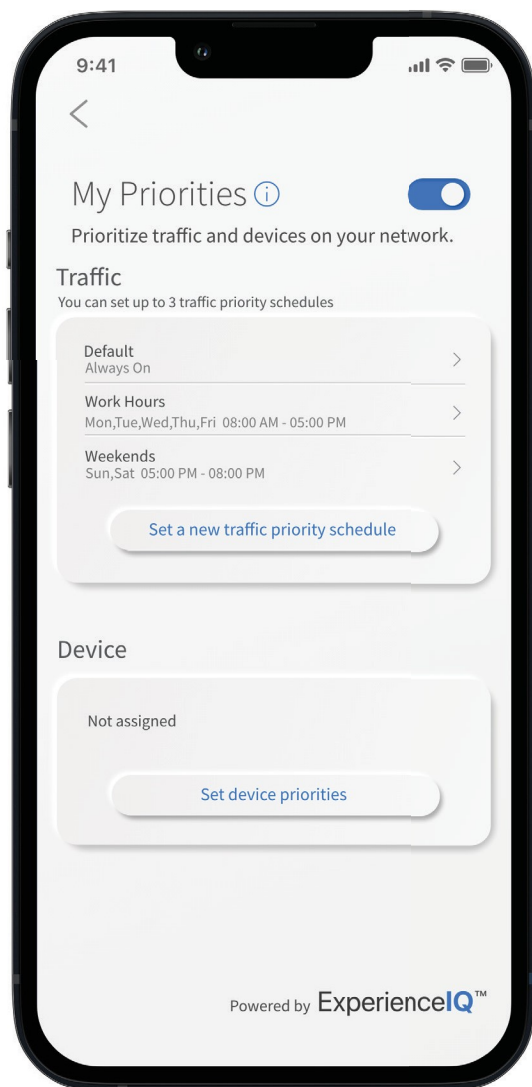 9:41
My Priorities
Prioritize traffic and devices on your network.
Traffic
You can set up to 3 traffic priority schedules
Default
Always On
Work Hours
Mon,Tue,Wed,Thu,Fri 08:00 AM - 05:00 PM
Weekends
Sun,Sat 05:00 PM - 08:00 PM
Set a new traffic priority schedule
Device
Not assigned
Set device priorities
Powered by ExperienceIQ™